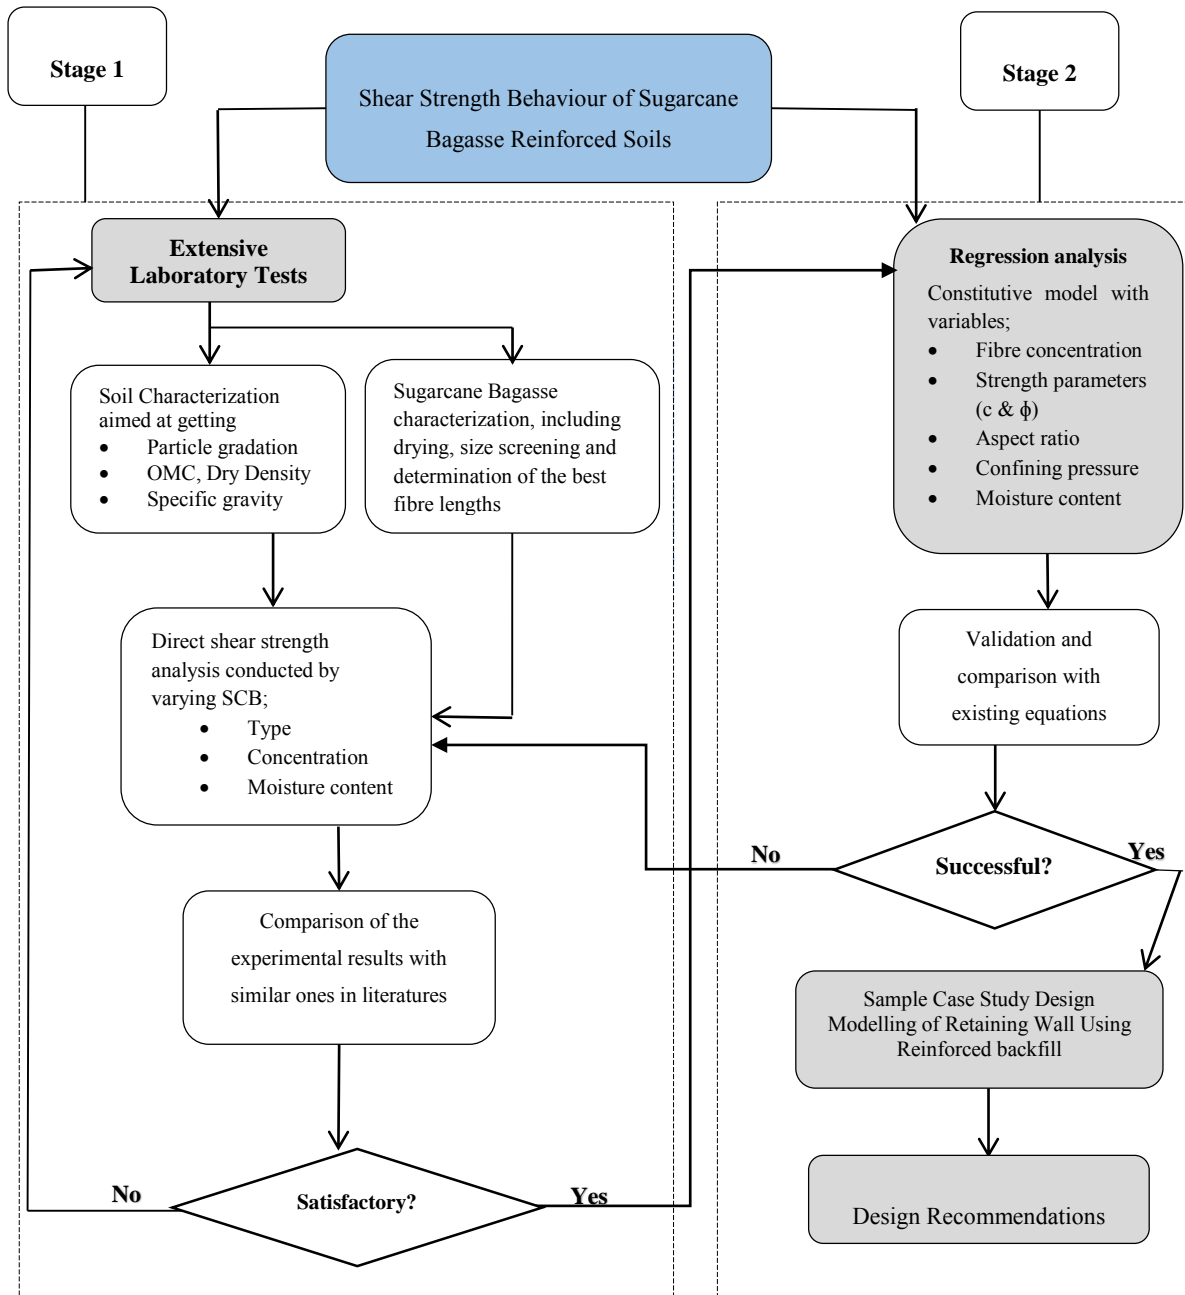 Stage 1
Shear Strength Behaviour of Sugarcane
Bagasse Reinforced Soils
Stage 2
Extensive
Laboratory Tests
Soil Characterization
aimed at getting
• Particle gradation
• OMC, Dry Density
• Specific gravity
Sugarcane Bagasse
characterization, including
drying, size screening and
determination of the best
fibre lengths
Direct shear strength
analysis conducted by
varying SCB;
• Type
• Concentration
• Moisture content
Comparison of the
experimental results with
similar ones in literatures
No
Satisfactory?
Yes
Regression analysis
Constitutive model with
variables;
• Fibre concentration
• Strength parameters
(c & ϕ)
• Aspect ratio
• Confining pressure
• Moisture content
Validation and
comparison with
existing equations
No
Successful?
Yes
Sample Case Study Design
Modelling of Retaining Wall Using
Reinforced backfill
Design Recommendations